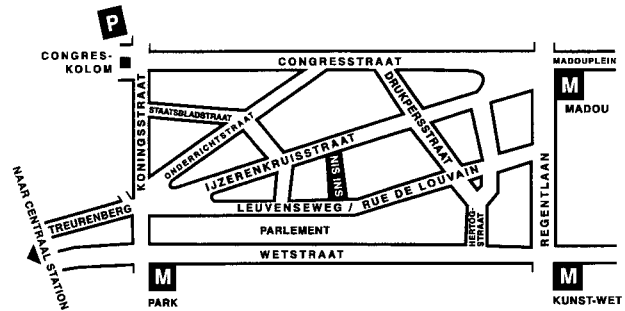 P
CONGRES-
KOLOM
CONGRESSTRAAT
MADOUPLEIN
M
MADOU
KONINGSSTRAAT
STAATSBLADSTRAAT
ONDERRICHTSTRAAT
DRUKPERSSTRAAT
IJZERENKRUISSTRAAT
NIS INS
LEUVENSEWEG / RUE DE LOUVAIN
REGENTLAAN
NAAR CENTRAAL STATION
TREURENBERG
PARLEMENT
HERTOG-
STRAAT
WETSTRAAT
M
PARK
M
KUNST-WET